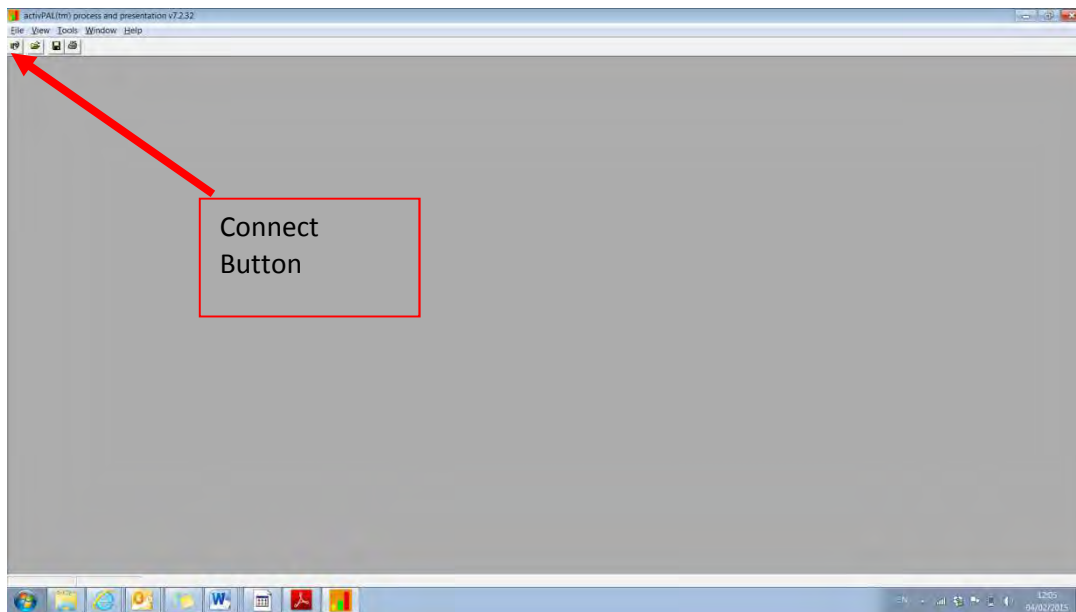 activPAL(tm) process and presentation v7.2.32
File View Tools Window Help
Connect
Button
EN
12:05
04/02/2015